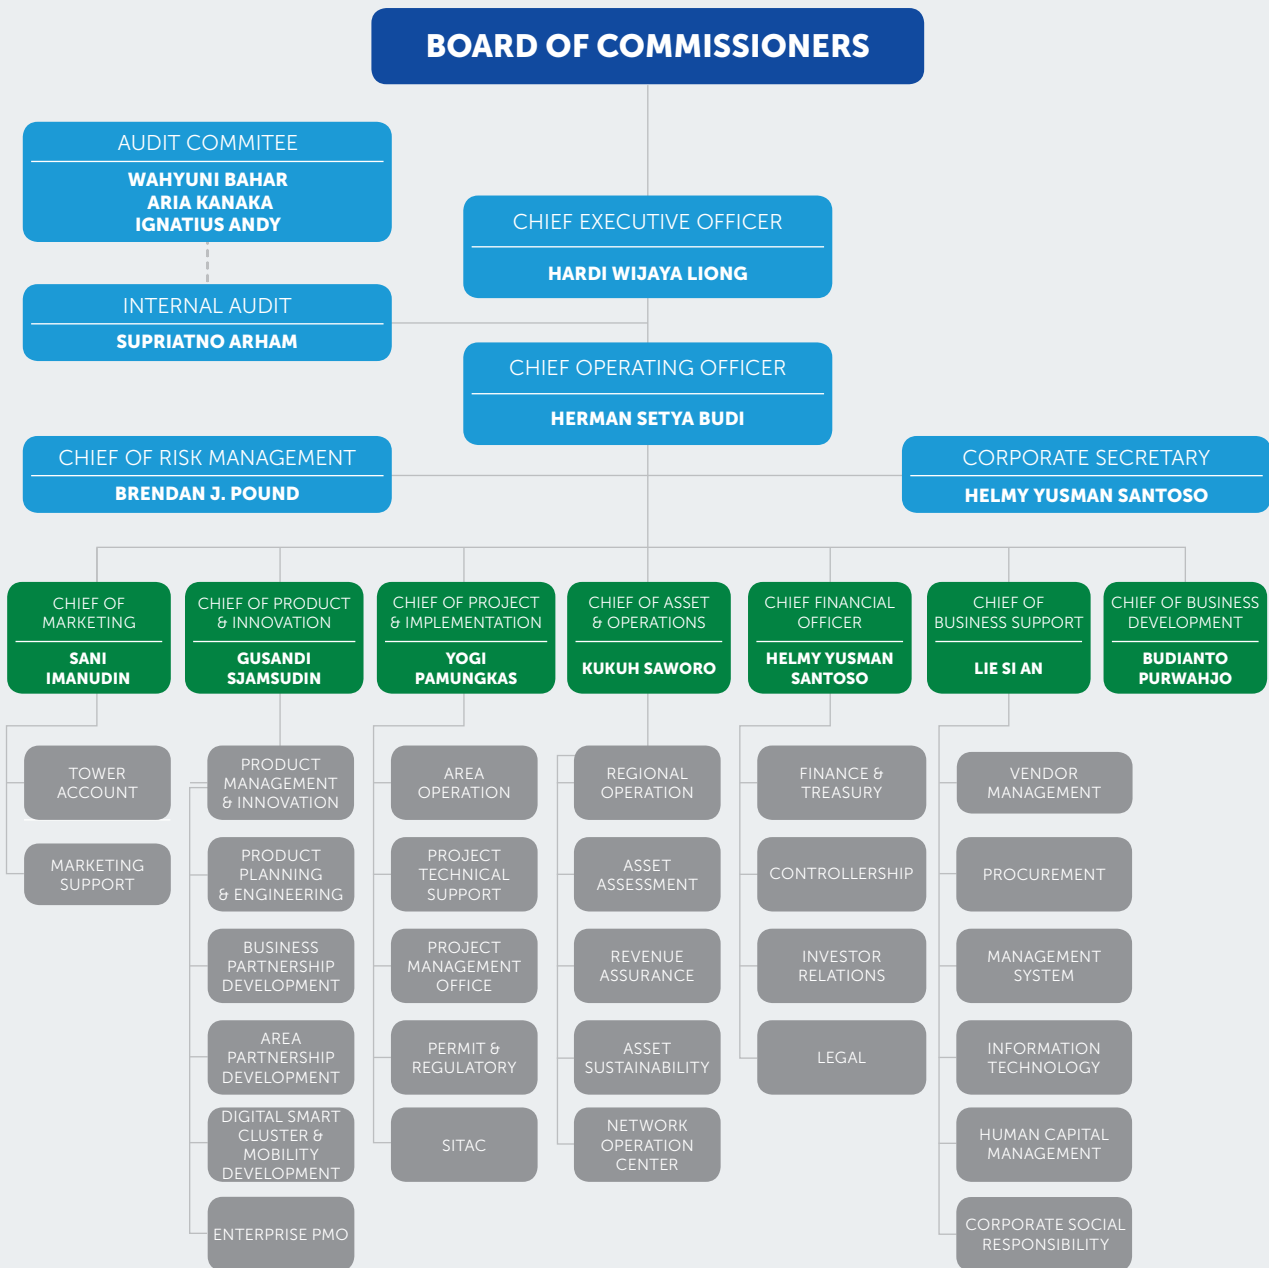 BOARD OF COMMISSIONERS
AUDIT COMMITEE
WAHYUNI BAHAR
ARIA KANAKA
IGNATIUS ANDY
CHIEF EXECUTIVE OFFICER
HARDI WIJAYA LIONG
INTERNAL AUDIT
SUPRIATNO ARHAM
CHIEF OPERATING OFFICER
HERMAN SETYA BUDI
CHIEF OF RISK MANAGEMENT
BRENDAN J. POUND
CORPORATE SECRETARY
HELMY YUSMAN SANTOSO
CHIEF OF
MARKETING
SANI
IMANUDIN
CHIEF OF PRODUCT
& INNOVATION
GUSANDI
SJAMSUDIN
CHIEF OF PROJECT
& IMPLEMENTATION
YOGI
PAMUNGKAS
CHIEF OF ASSET
& OPERATIONS
KUKUH SAWORO
CHIEF FINANCIAL
OFFICER
HELMY YUSMAN
SANTOSO
CHIEF OF
BUSINESS SUPPORT
LIE SI AN
CHIEF OF BUSINESS
DEVELOPMENT
BUDIANTO
PURWAHJO
TOWER
ACCOUNT
MARKETING
SUPPORT
PRODUCT
MANAGEMENT
& INNOVATION
PRODUCT
PLANNING
& ENGINEERING
BUSINESS
PARTNERSHIP
DEVELOPMENT
AREA
PARTNERSHIP
DEVELOPMENT
DIGITAL SMART
CLUSTER &
MOBILITY
DEVELOPMENT
ENTERPRISE PMO
AREA
OPERATION
PROJECT
TECHNICAL
SUPPORT
PROJECT
MANAGEMENT
OFFICE
PERMIT &
REGULATORY
SITAC
REGIONAL
OPERATION
ASSET
ASSESSMENT
REVENUE
ASSURANCE
ASSET
SUSTAINABILITY
NETWORK
OPERATION
CENTER
FINANCE &
TREASURY
CONTROLLERSHIP
INVESTOR
RELATIONS
LEGAL
VENDOR
MANAGEMENT
PROCUREMENT
MANAGEMENT
SYSTEM
INFORMATION
TECHNOLOGY
HUMAN CAPITAL
MANAGEMENT
CORPORATE SOCIAL
RESPONSIBILITY